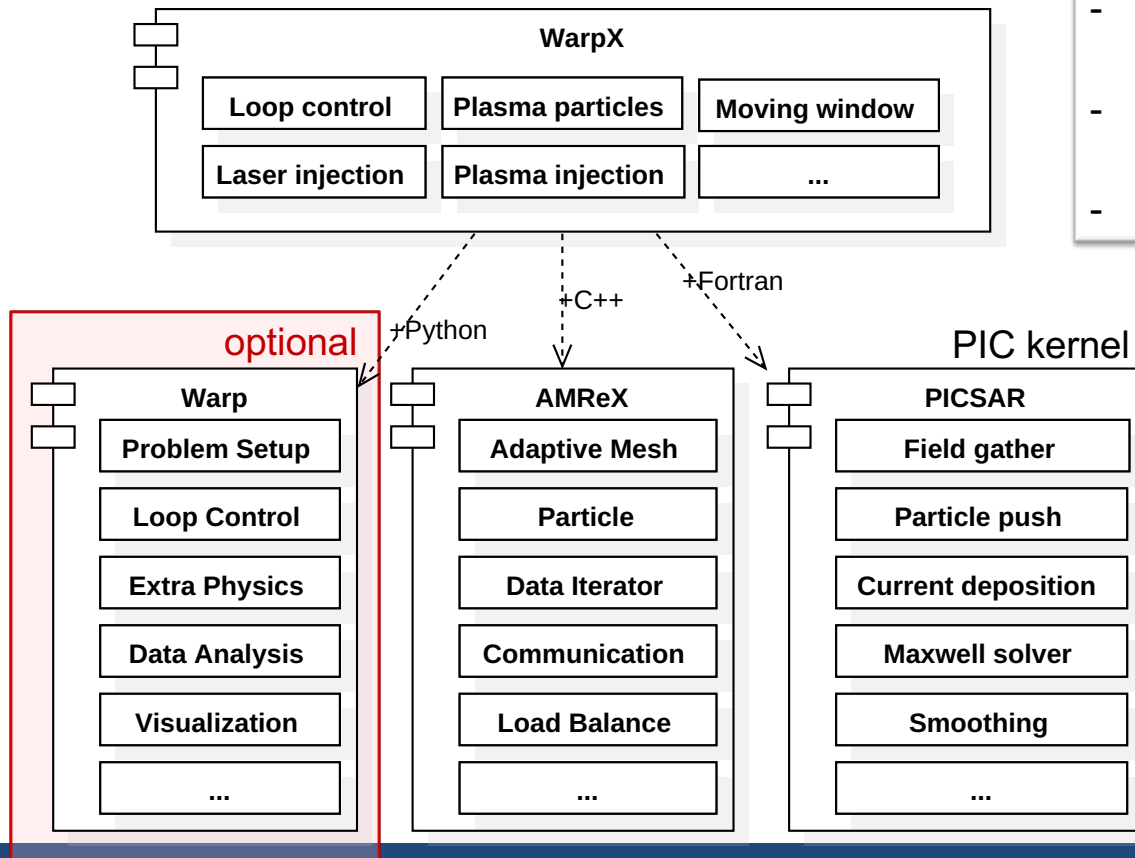 -
-
-
WarpX
Loop control
Plasma particles
Moving window
Laser injection
Plasma injection
...
+Python
+C++
+Fortran
optional
PIC kernel
Warp
Problem Setup
Loop Control
Extra Physics
Data Analysis
Visualization
...
AMReX
Adaptive Mesh
Particle
Data Iterator
Communication
Load Balance
...
PICSAR
Field gather
Particle push
Current deposition
Maxwell solver
Smoothing
...